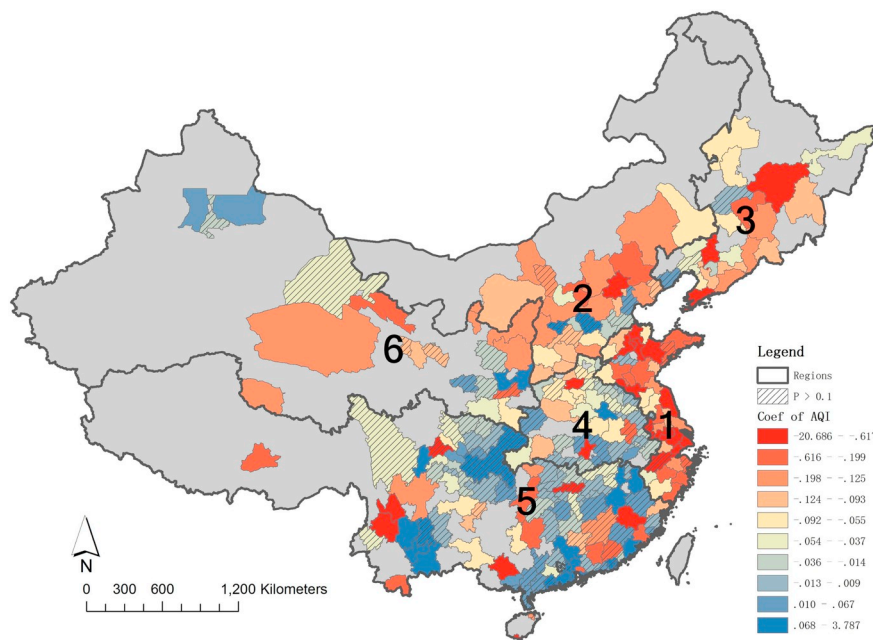 3
2
6
4
1
5
N
0 300 600 1,200 Kilometers
Legend
Regions
P > 0.1
Coef of AQI
-20.686 - -.617
-.616 - -.199
-.198 - -.125
-.124 - -.093
-.092 - -.055
-.054 - -.037
-.036 - -.014
-.013 - .009
.010 - .067
.068 - 3.787